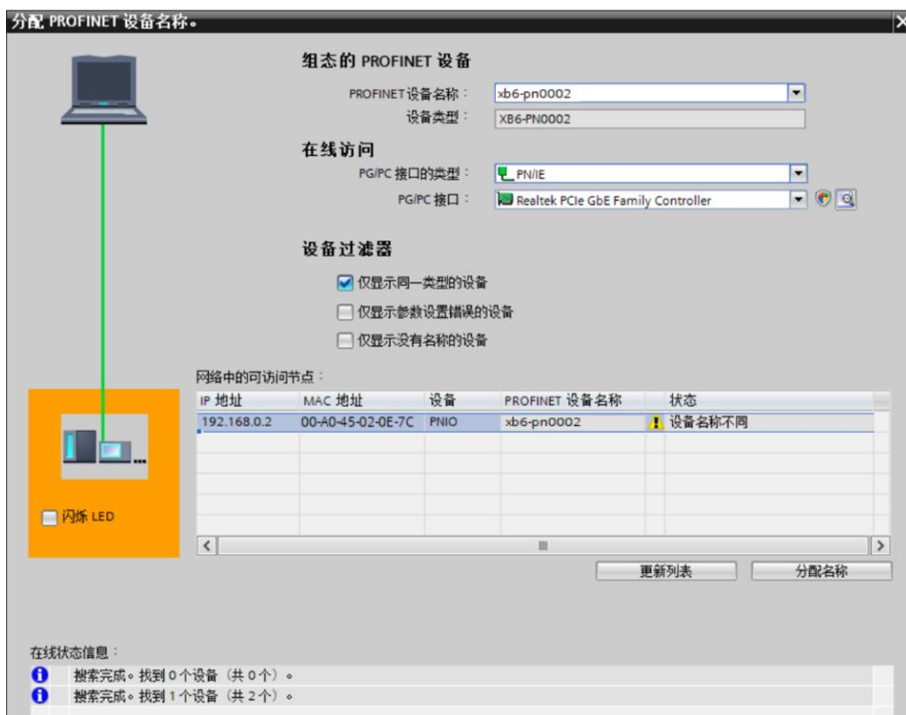 分配 PROFINET 设备名称。
组态的 PROFINET 设备
PROFINET设备名称： xb6-pn0002
设备类型： XB6-PN0002
在线访问
PG/PC 接口的类型： PN/IE
PG/PC 接口： Realtek PCIe GbE Family Controller
设备过滤器
仅显示同一类型的设备
仅显示参数设置错误的设备
仅显示没有名称的设备
网络中的可访问节点：
IP 地址 MAC 地址 设备 PROFINET 设备名称 状态
192.168.0.2 00-A0-45-02-0E-7C PNIO xb6-pn0002 设备名称不同
闪烁 LED
更新列表 分配名称
在线状态信息：
搜索完成。找到 0 个设备（共 0 个）。
搜索完成。找到 1 个设备（共 2 个）。